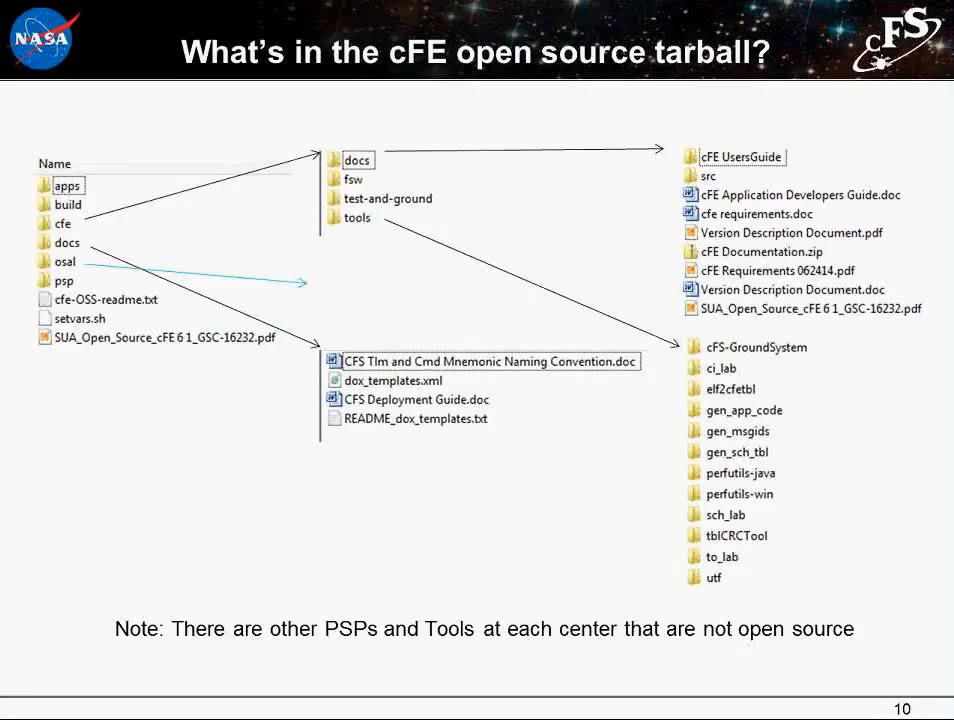 NASA
What's in the cFE open source tarball?
cFS
Name
apps
build
cfe
docs
osal
psp
cfe-OSS-readme.txt
setvars.sh
SUA_Open_Source_cFE 6 1_GSC-16232.pdf
docs
fsw
test-and-ground
tools
CFS Tlm and Cmd Mnemonic Naming Convention.doc
dox_templates.xml
CFS Deployment Guide.doc
README_dox_templates.txt
cFE UsersGuide
src
cFE Application Developers Guide.doc
cfe requirements.doc
Version Description Document.pdf
cFE Documentation.zip
cFE Requirements 062414.pdf
Version Description Document.doc
SUA_Open_Source_cFE 6 1_GSC-16232.pdf
cFS-GroundSystem
ci_lab
elf2cfetbl
gen_app_code
gen_msgids
gen_sch_tbl
perfutils-java
perfutils-win
sch_lab
tblCRCTool
to_lab
utf
Note: There are other PSPs and Tools at each center that are not open source
10